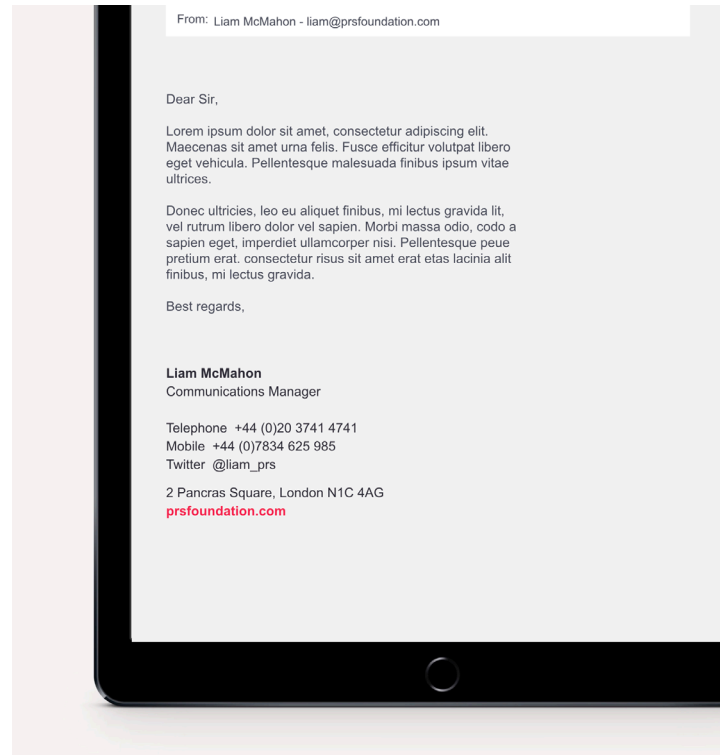 From: Liam McMahon - liam@prsfoundation.com
Dear Sir,
Lorem ipsum dolor sit amet, consectetur adipiscing elit.
Maecenas sit amet urna felis. Fusce efficitur volutpat libero
eget vehicula. Pellentesque malesuada finibus ipsum vitae
ultrices.
Donec ultricies, leo eu aliquet finibus, mi lectus gravida lit,
vel rutrum libero dolor vel sapien. Morbi massa odio, codo a
sapien eget, imperdiet ullamcorper nisi. Pellentesque peue
pretium erat. consectetur risus sit amet erat etas lacinia alit
finibus, mi lectus gravida.
Best regards,
Liam McMahon
Communications Manager
Telephone +44 (0)20 3741 4741
Mobile +44 (0)7834 625 985
Twitter @liam_prs
2 Pancras Square, London N1C 4AG
prsfoundation.com